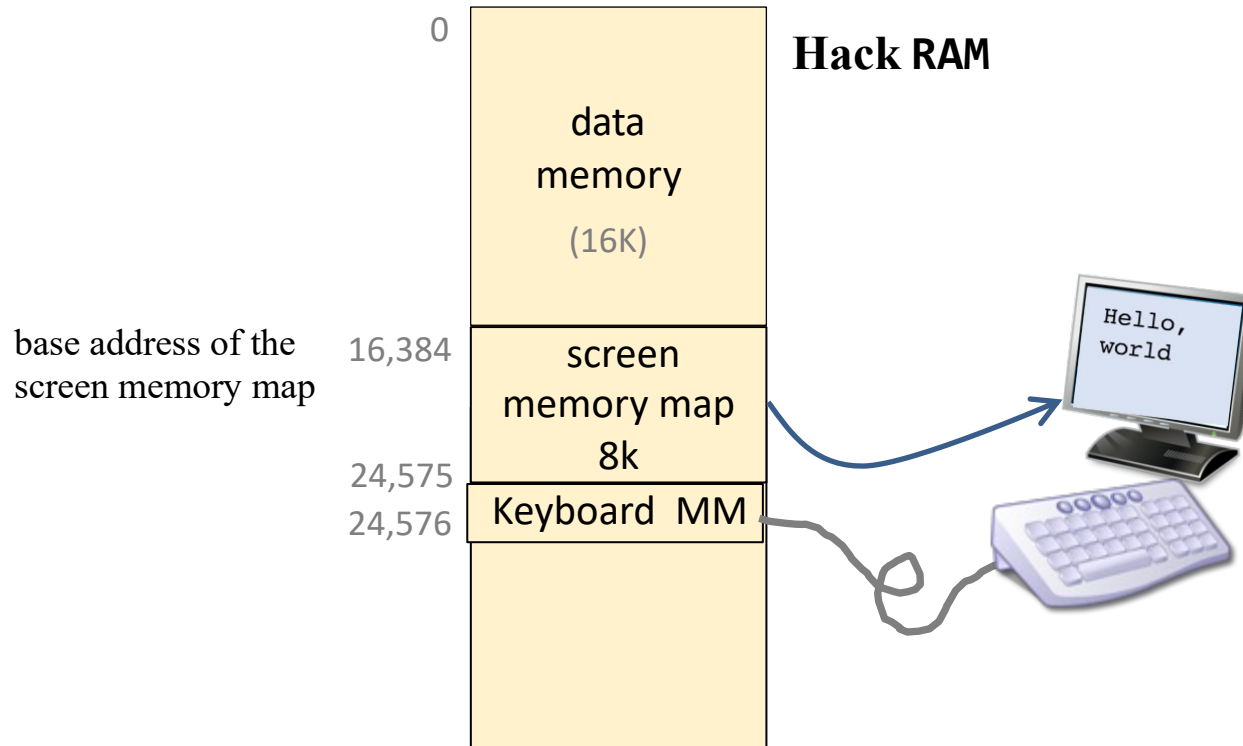 0
Hack RAM
data
memory
(16K)
base address of the
screen memory map
16,384
screen
memory map
8k
24,575
24,576
Keyboard MM
Hello,
world